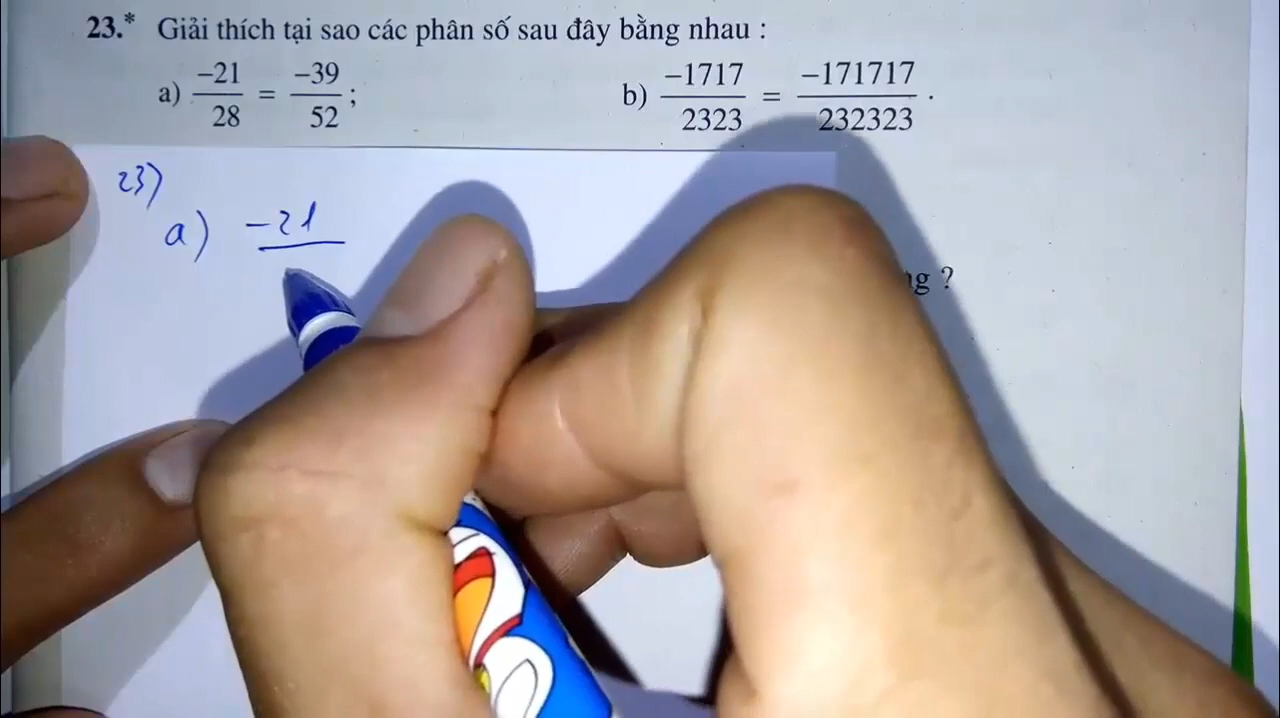 23.* Giải thích tại sao các phân số sau đây bằng nhau :
a) −21/28 = −39/52 ; b) −1717/2323 = −171717/232323 .
23)
a) −21
?